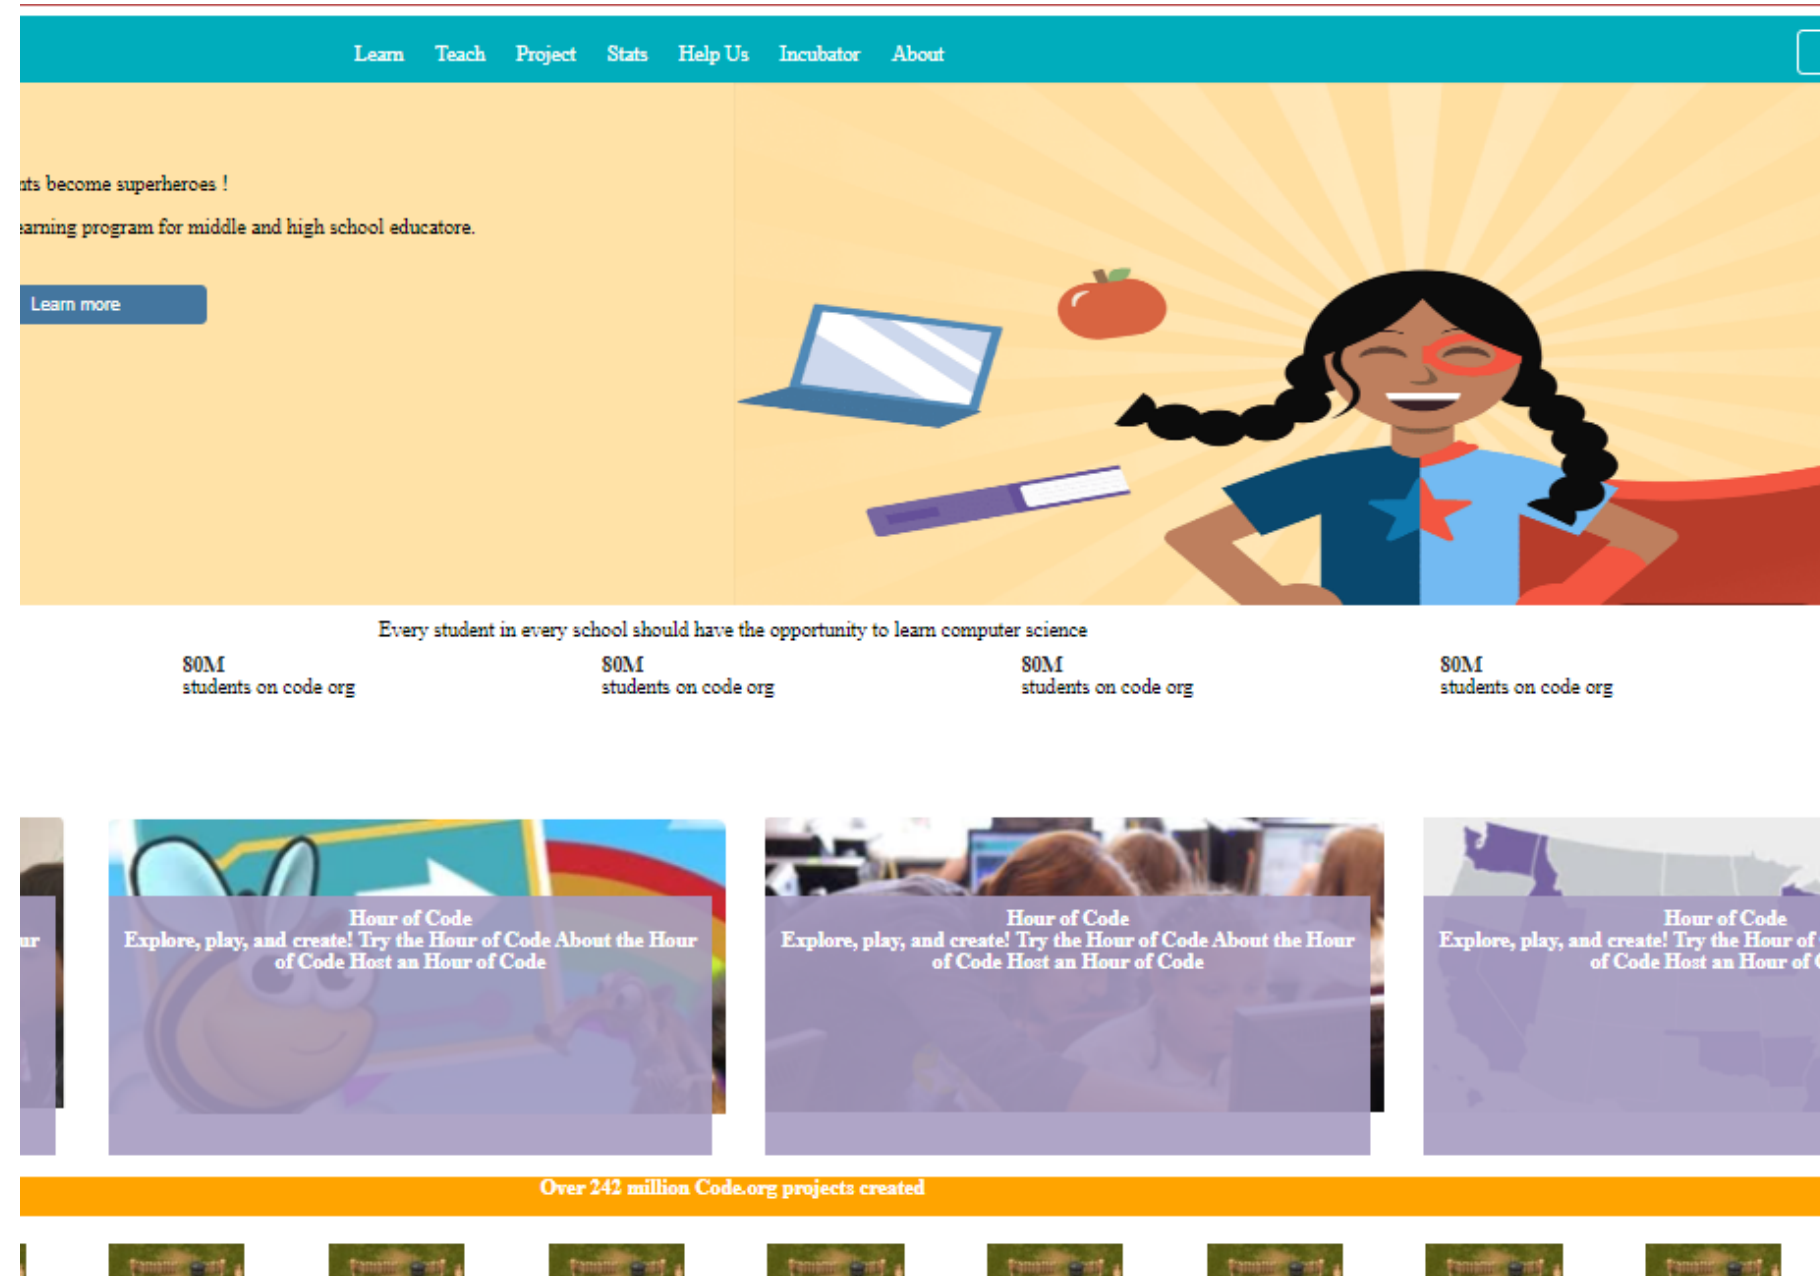 Learn Teach Project Stats Help Us Incubator About
nts become superheroes !
earning program for middle and high school educatore.
Learn more
Every student in every school should have the opportunity to learn computer science
80M 80M 80M 80M
students on code org students on code org students on code org students on code org
Hour of Code Hour of Code Hour of Code
ur Explore, play, and create! Try the Hour of Code About the Hour Explore, play, and create! Try the Hour of Code About the Hour Explore, play, and create! Try the Hour of
of Code Host an Hour of Code of Code Host an Hour of Code of Code Host an Hour of
Over 242 million Code.org projects created